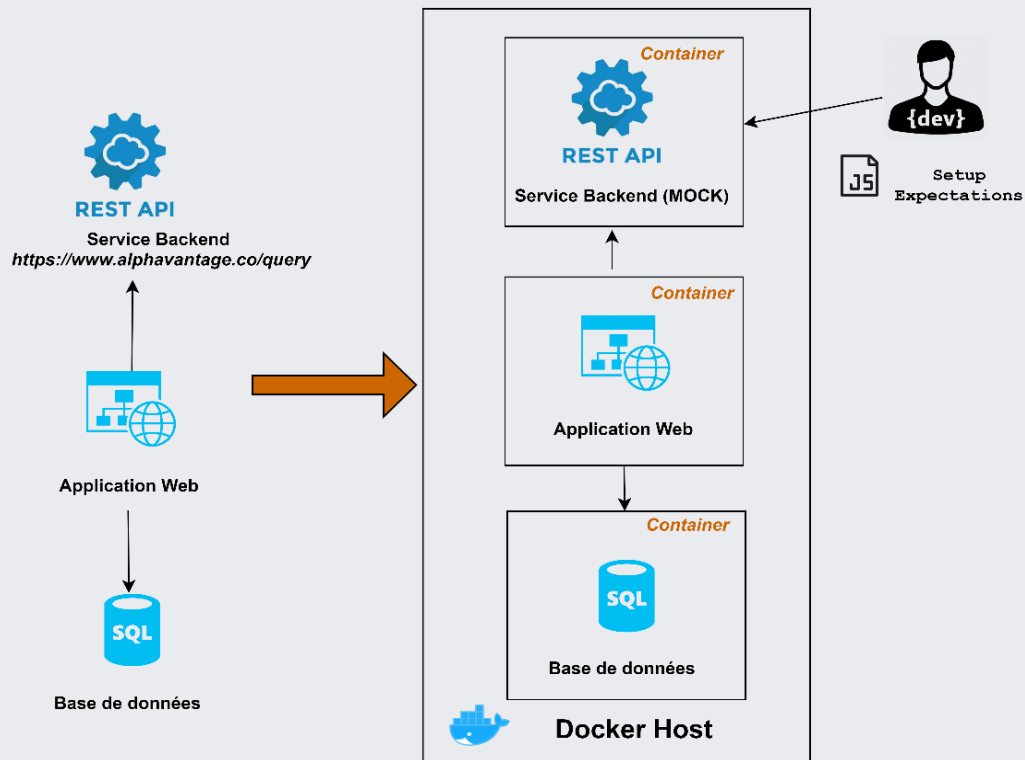 REST API
Service Backend
https://www.alphavantage.co/query
Application Web
SQL
Base de données
Container
REST API
Service Backend (MOCK)
Container
Application Web
Container
SQL
Base de données
Docker Host
{dev}
JS
Setup
Expectations